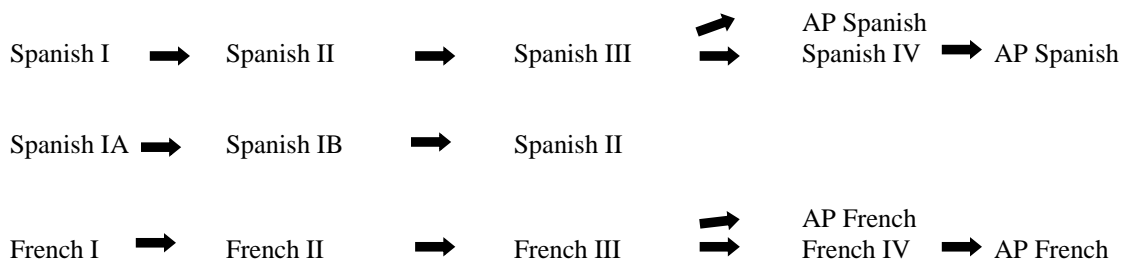 AP Spanish
Spanish I Spanish II Spanish III Spanish IV AP Spanish
Spanish IA Spanish IB Spanish II
AP French
French I French II French III French IV AP French